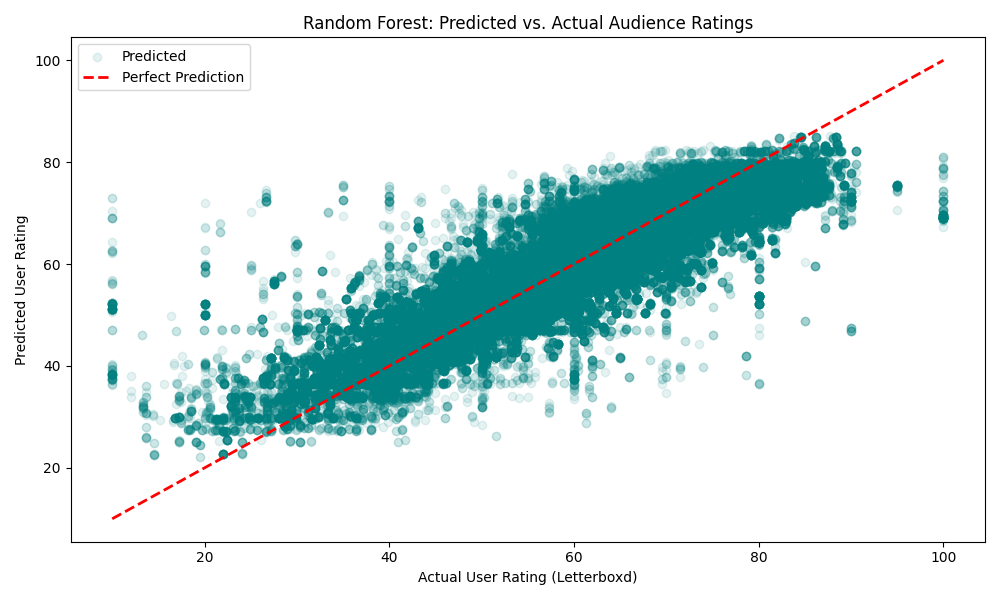 Random Forest: Predicted vs. Actual Audience Ratings
Predicted
Perfect Prediction
100
80
60
40
20
Predicted User Rating
20 40 60 80 100
Actual User Rating (Letterboxd)